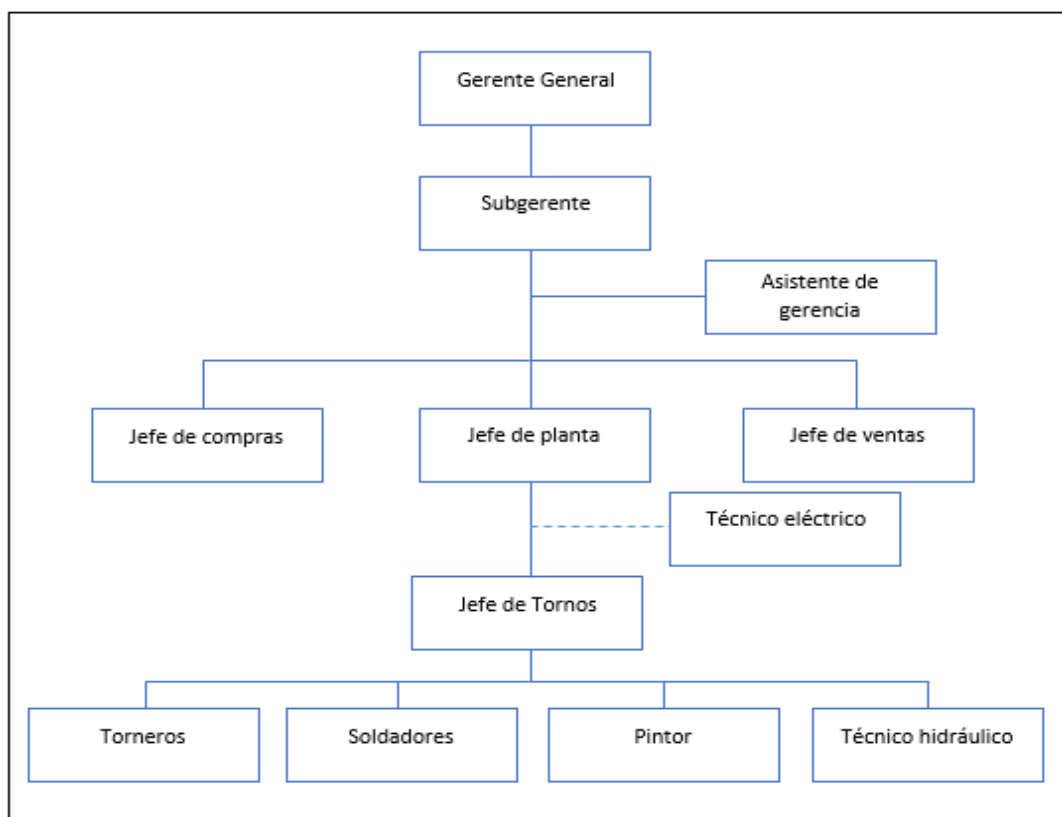 Gerente General
Subgerente
Asistente de
gerencia
Jefe de compras
Jefe de planta
Jefe de ventas
Técnico eléctrico
Jefe de Tornos
Torneros
Soldadores
Pintor
Técnico hidráulico